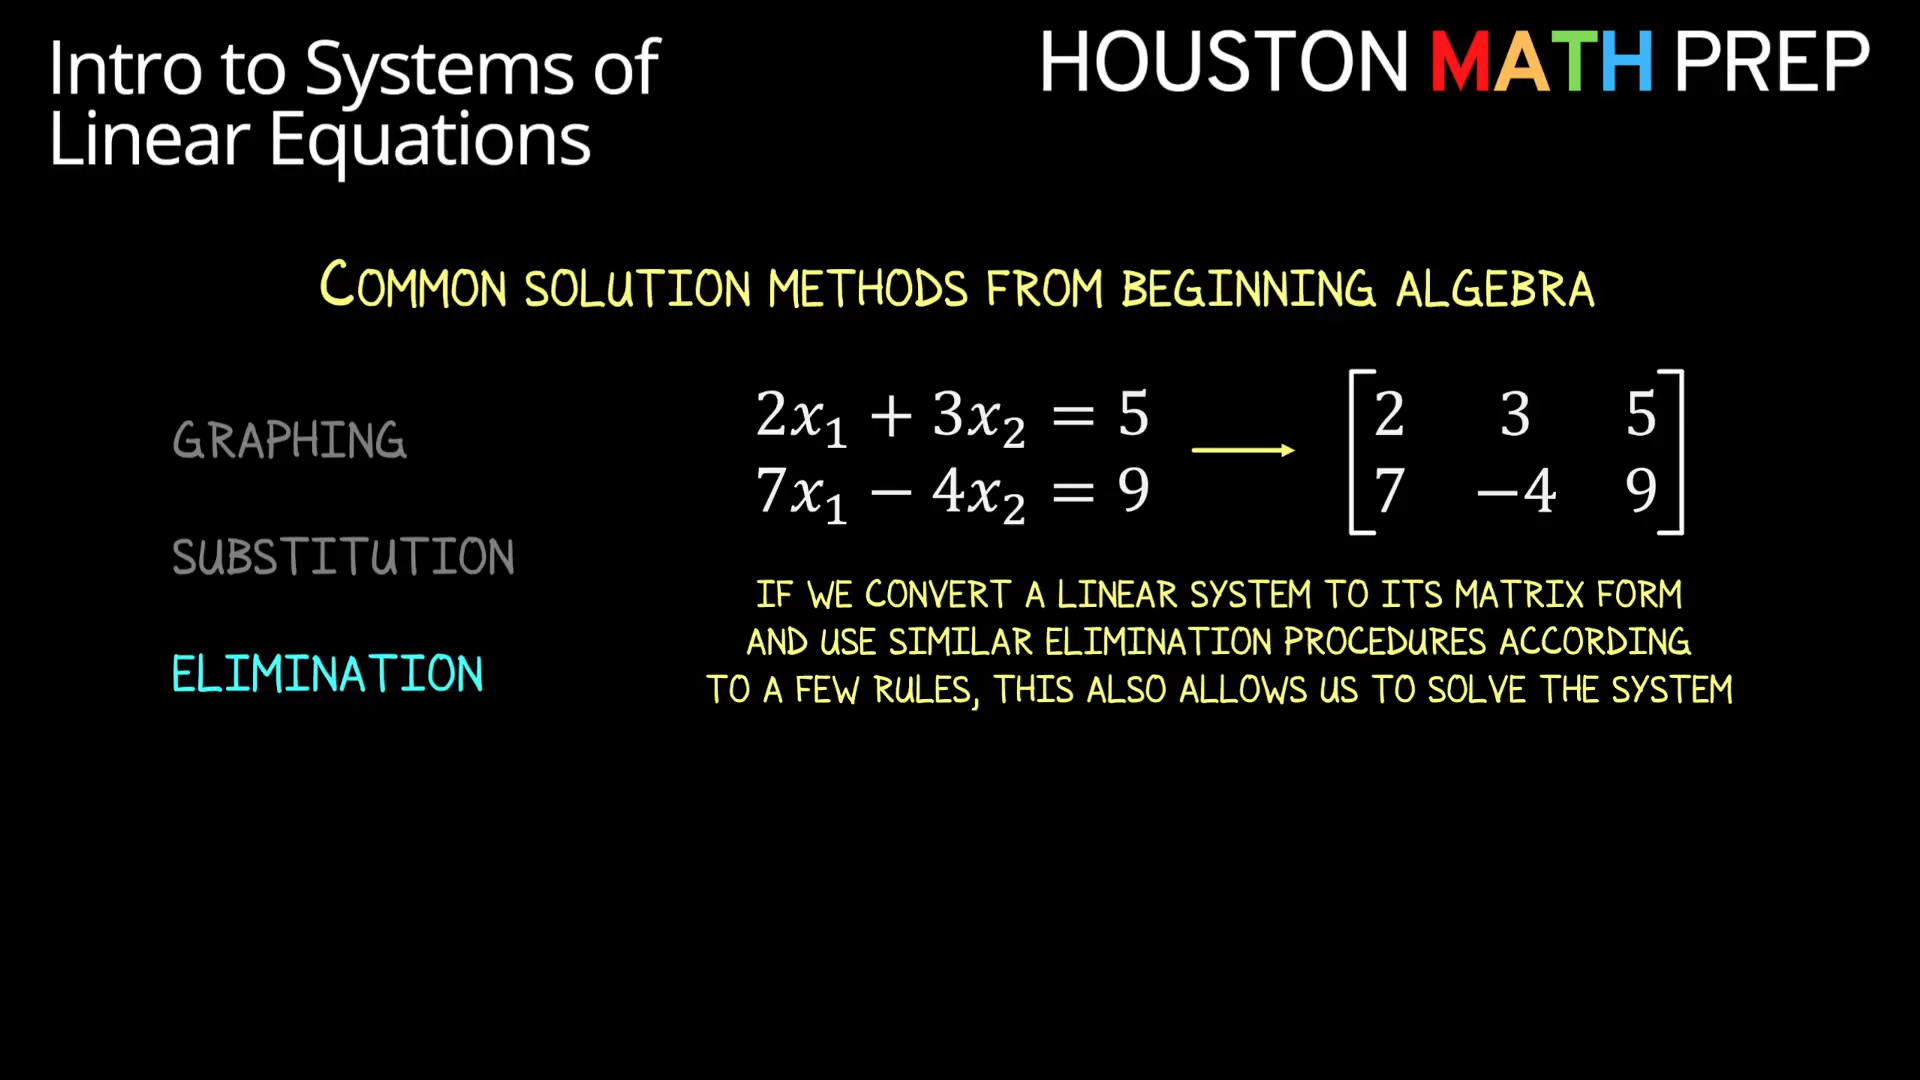 Intro to Systems of
Linear Equations
HOUSTON MATH PREP
COMMON SOLUTION METHODS FROM BEGINNING ALGEBRA
GRAPHING
SUBSTITUTION
ELIMINATION
2x₁ + 3x₂ = 5
7x₁ − 4x₂ = 9
2 3 5
7 −4 9
IF WE CONVERT A LINEAR SYSTEM TO ITS MATRIX FORM
AND USE SIMILAR ELIMINATION PROCEDURES ACCORDING
TO A FEW RULES, THIS ALSO ALLOWS US TO SOLVE THE SYSTEM